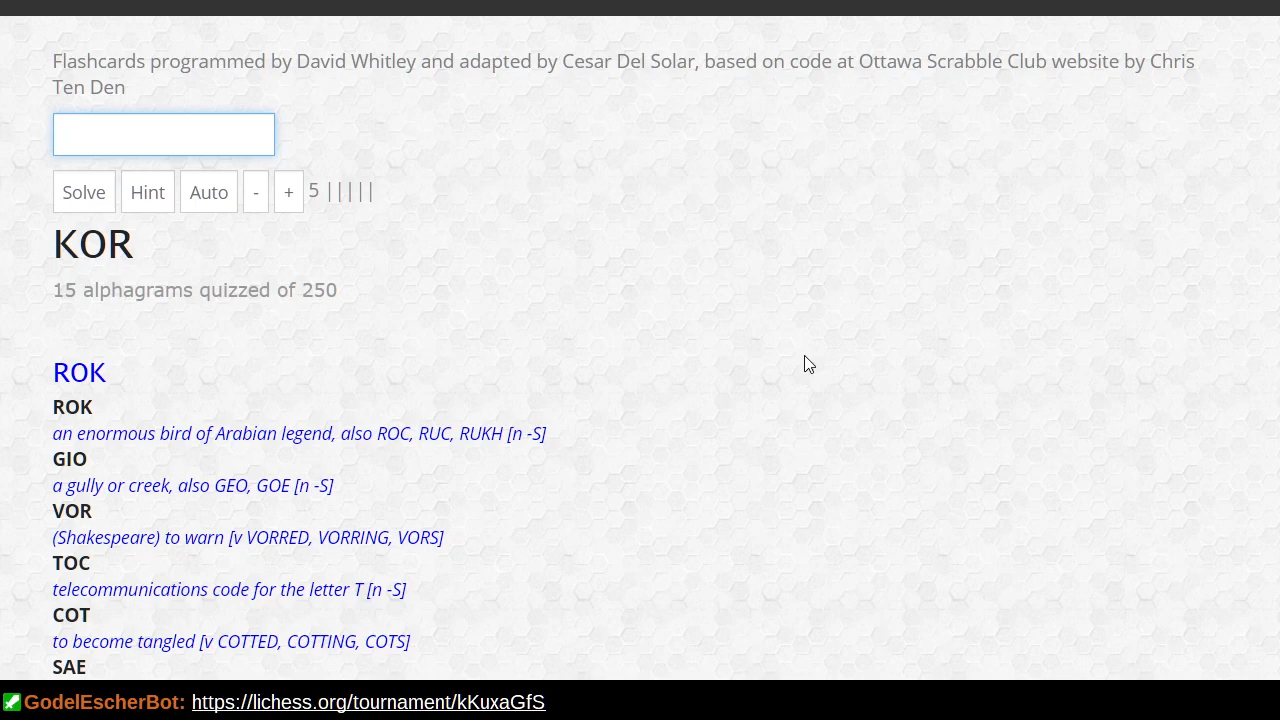 Flashcards programmed by David Whitley and adapted by Cesar Del Solar, based on code at Ottawa Scrabble Club website by Chris
Ten Den
Solve Hint Auto - + 5 |||||
KOR
15 alphagrams quizzed of 250
ROK
ROK
an enormous bird of Arabian legend, also ROC, RUC, RUKH [n -S]
GIO
a gully or creek, also GEO, GOE [n -S]
VOR
(Shakespeare) to warn [v VORRED, VORRING, VORS]
TOC
telecommunications code for the letter T [n -S]
COT
to become tangled [v COTTED, COTTING, COTS]
SAE
GodelEscherBot: https://lichess.org/tournament/kKuxaGfS